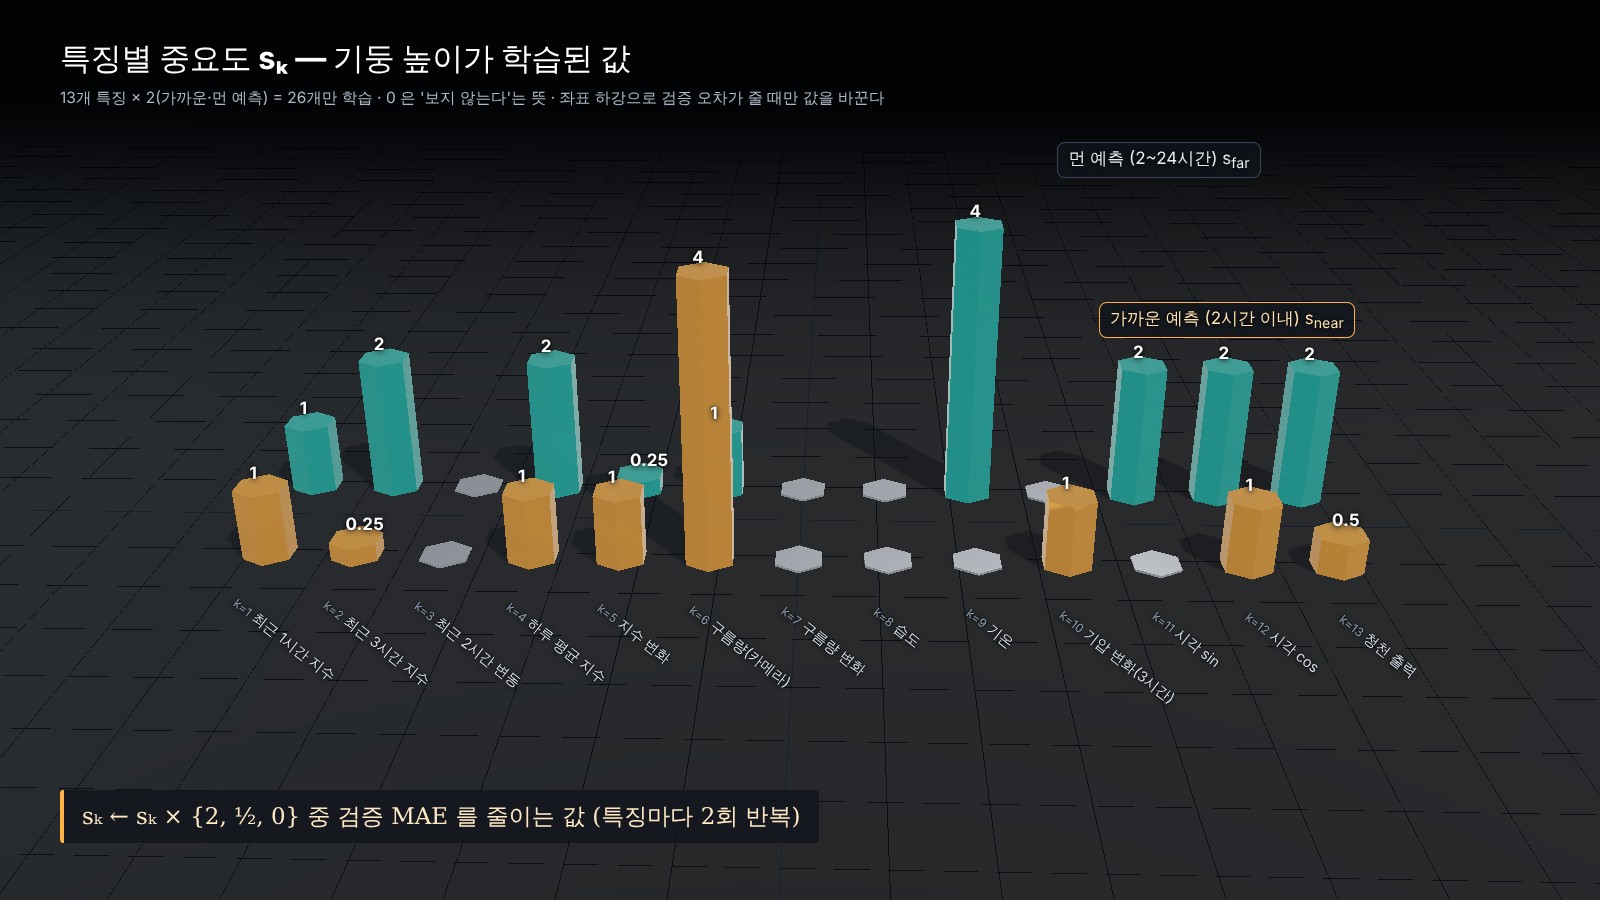 특징별 중요도 sk — 기둥 높이가 학습된 값
13개 특징 × 2(가까운·먼 예측) = 26개만 학습 · 0 은 '보지 않는다'는 뜻 · 좌표 하강으로 검증 오차가 줄 때만 값을 바꾼다
먼 예측 (2~24시간) sfar
4
4
가까운 예측 (2시간 이내) snear
2
2
2
2
2
1
1
0.25
1
1
1
1
1
0.25
0.5
k=1 최근 1시간 지수
k=2 최근 3시간 지수
k=3 최근 2시간 변동
k=4 하루 평균 지수
k=5 지수 변화
k=6 구름량(카메라)
k=7 구름량 변화
k=8 습도
k=9 기온
k=10 기압 변화(3시간)
k=11 시각 sin
k=12 시각 cos
k=13 청천 출력
sₖ ← sₖ × {2, ½, 0} 중 검증 MAE 를 줄이는 값 (특징마다 2회 반복)